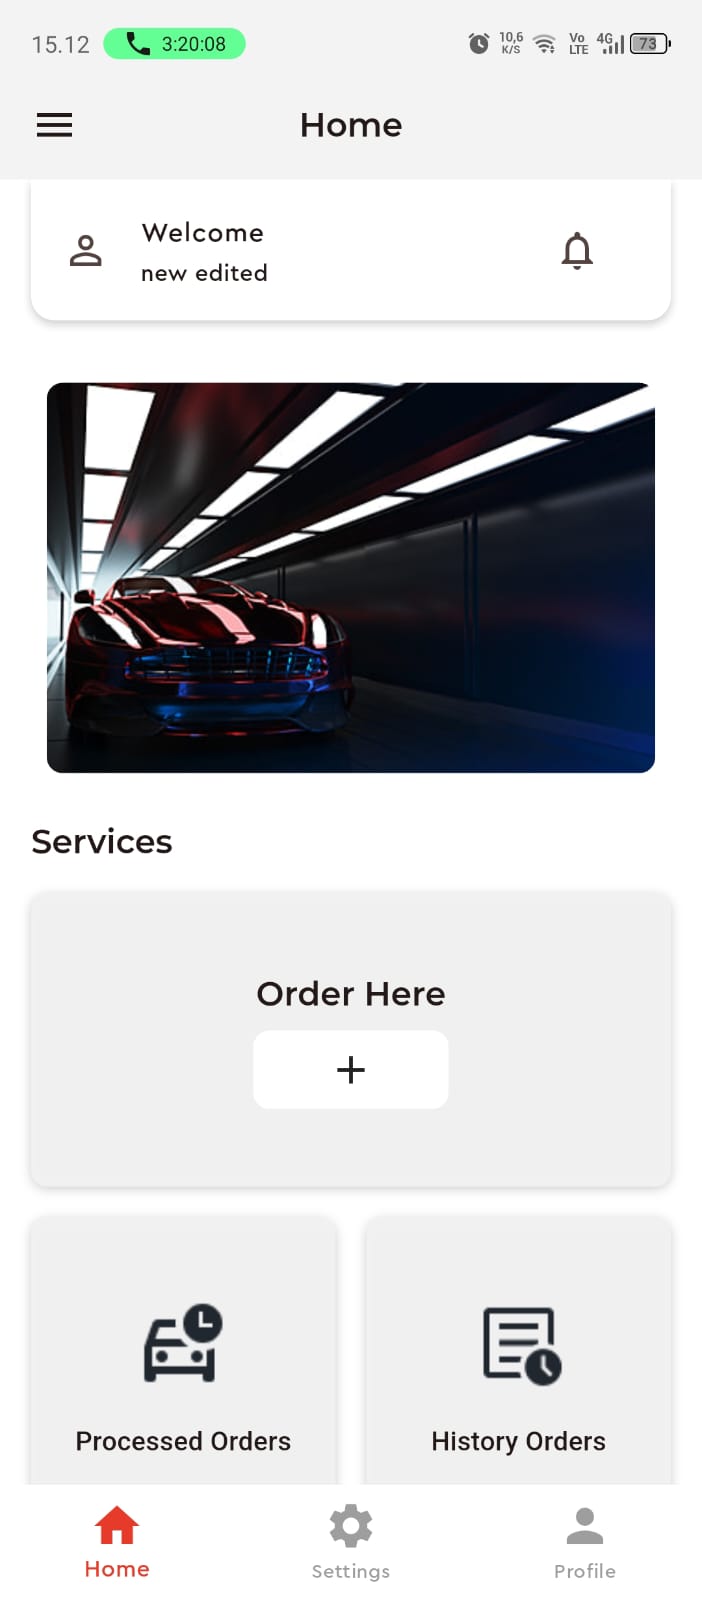 15.12 3:20:08 10,6 K/S Vo LTE 4G 73
Home
Welcome
new edited
Services
Order Here
+
Processed Orders History Orders
Home Settings Profile